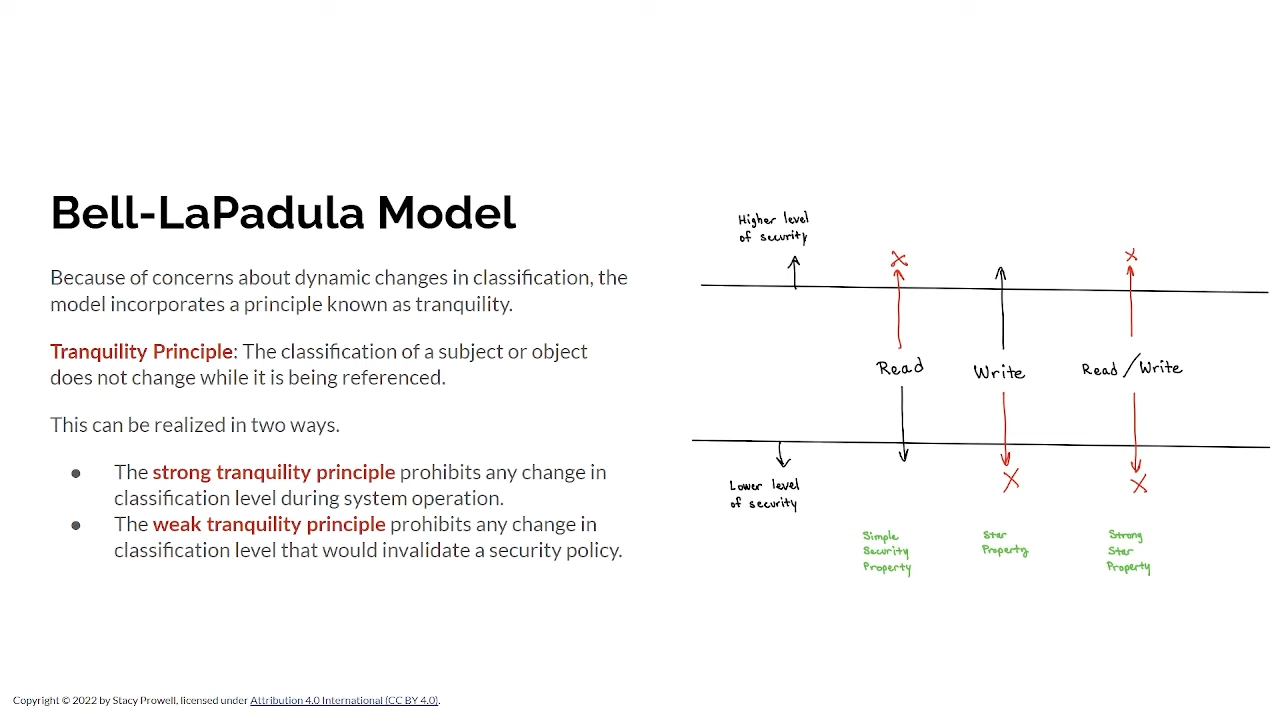 Bell-LaPadula Model
Because of concerns about dynamic changes in classification, the
model incorporates a principle known as tranquility.
Tranquility Principle: The classification of a subject or object
does not change while it is being referenced.
This can be realized in two ways.
● The strong tranquility principle prohibits any change in
classification level during system operation.
● The weak tranquility principle prohibits any change in
classification level that would invalidate a security policy.
Higher level
of security
X
X
Read
Write
Read/Write
X
X
Lower level
of security
Simple
Security
Property
Star
Property
Strong
Star
Property
Copyright © 2022 by Stacy Prowell, licensed under Attribution 4.0 International (CC BY 4.0).